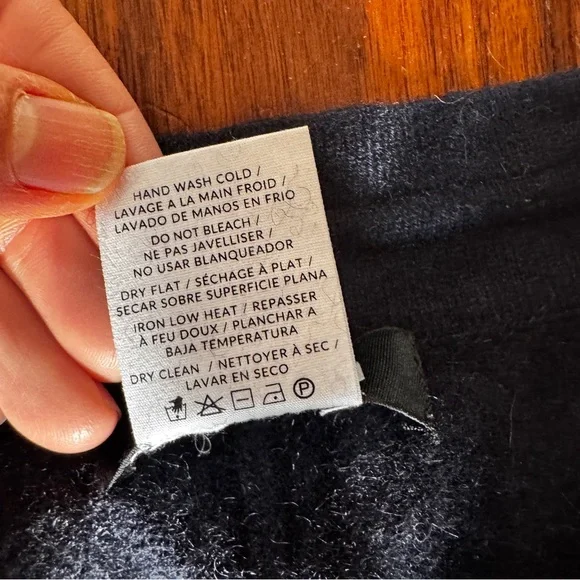 HAND WASH COLD /
LAVAGE A LA MAIN FROID /
LAVADO DE MANOS EN FRIO
DO NOT BLEACH /
NE PAS JAVELLISER /
NO USAR BLANQUEADOR
DRY FLAT / SÉCHAGE À PLAT /
SECAR SOBRE SUPERFICIE PLANA
IRON LOW HEAT / REPASSER
À FEU DOUX / PLANCHAR A
BAJA TEMPERATURA
DRY CLEAN / NETTOYER À SEC /
LAVAR EN SECO
P